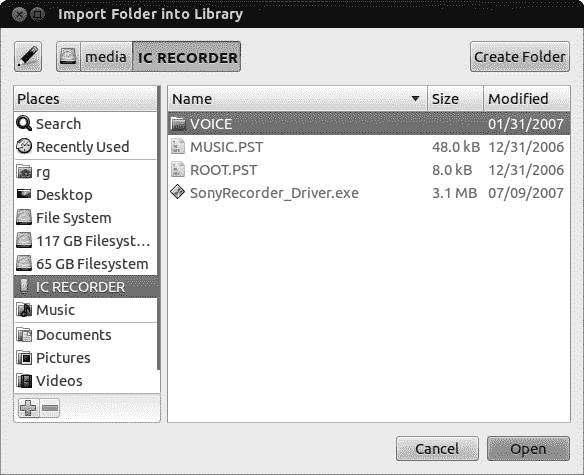 Import Folder into Library
media IC RECORDER Create Folder
Places
Search
Recently Used
rg
Desktop
File System
117 GB Filesyst...
65 GB Filesystem
IC RECORDER
Music
Documents
Pictures
Videos
Name Size Modified
VOICE 01/31/2007
MUSIC.PST 48.0 kB 12/31/2006
ROOT.PST 8.0 kB 12/31/2006
SonyRecorder_Driver.exe 3.1 MB 07/09/2007
Cancel Open